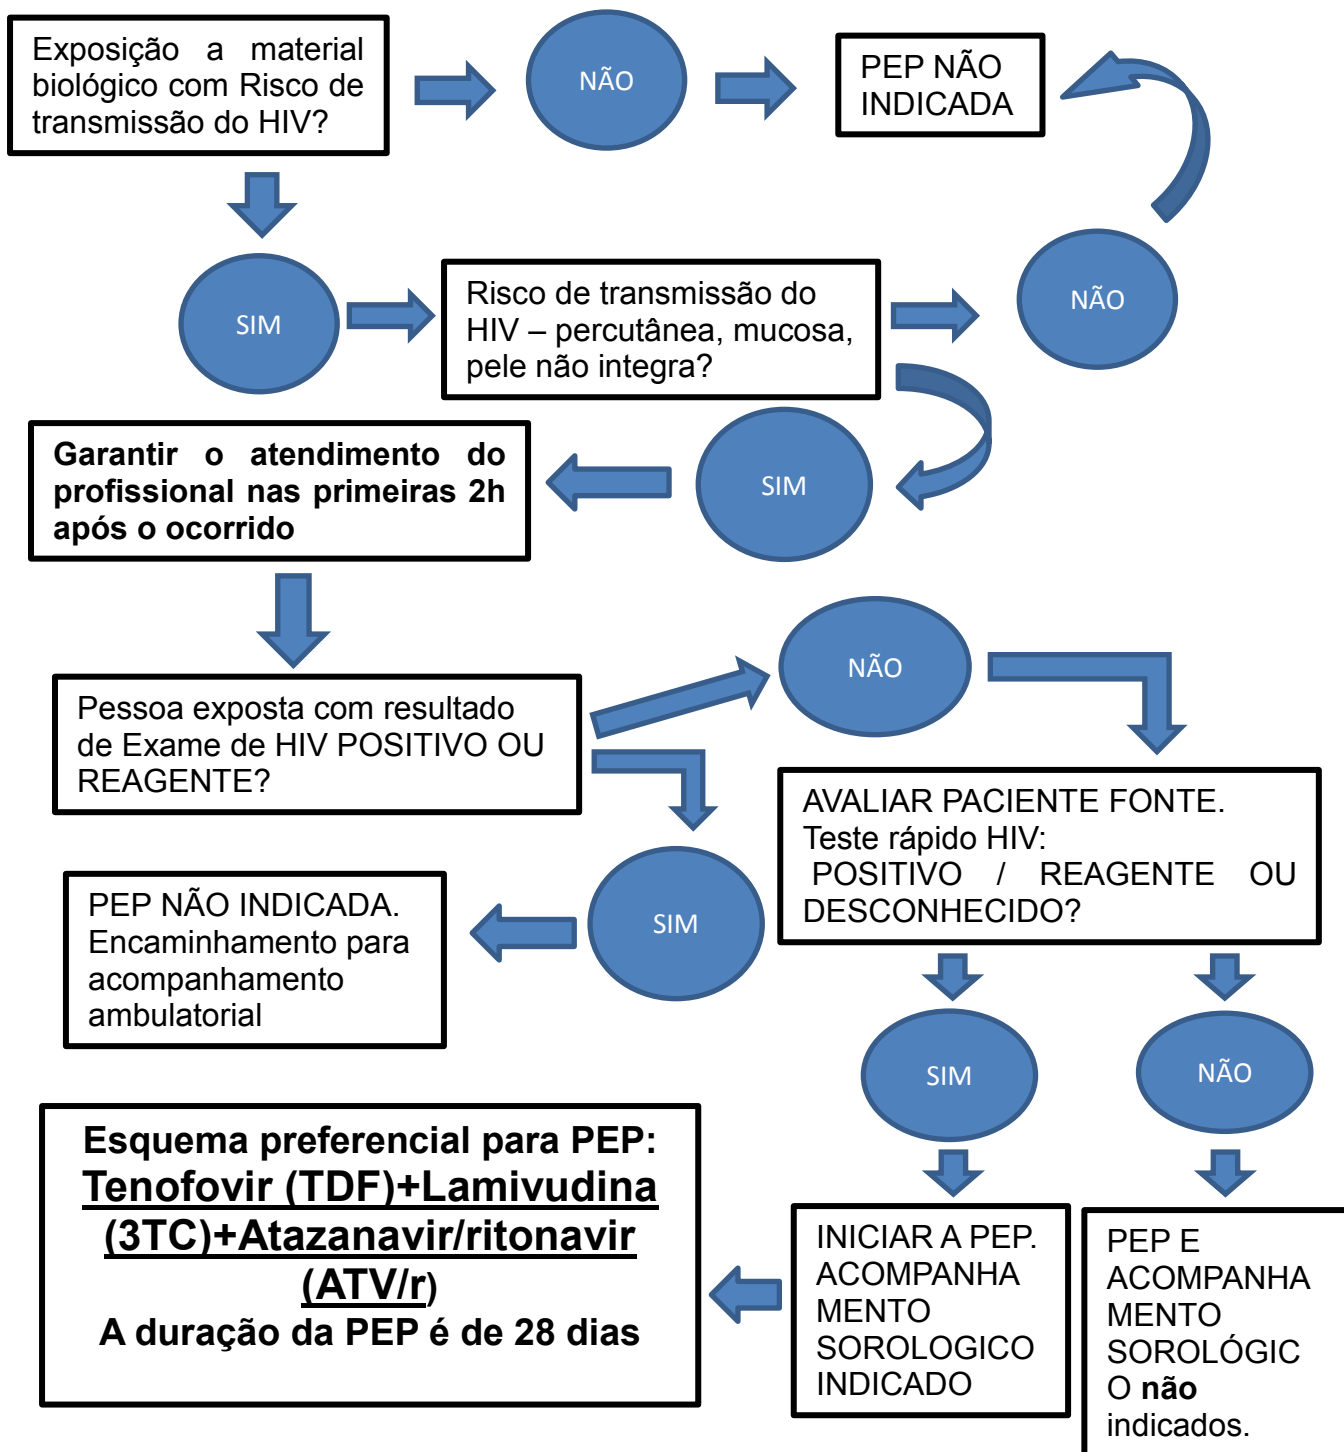 Exposição a material
biológico com Risco de
transmissão do HIV?
NÃO
PEP NÃO
INDICADA
SIM
Risco de transmissão do
HIV – percutânea, mucosa,
pele não integra?
NÃO
Garantir o atendimento do
profissional nas primeiras 2h
após o ocorrido
SIM
Pessoa exposta com resultado
de Exame de HIV POSITIVO OU
REAGENTE?
NÃO
AVALIAR PACIENTE FONTE.
Teste rápido HIV:
POSITIVO / REAGENTE OU
DESCONHECIDO?
PEP NÃO INDICADA.
Encaminhamento para
acompanhamento
ambulatorial
SIM
SIM
NÃO
Esquema preferencial para PEP:
Tenofovir (TDF)+Lamivudina
(3TC)+Atazanavir/ritonavir
(ATV/r)
A duração da PEP é de 28 dias
INICIAR A PEP.
ACOMPANHA
MENTO
SOROLOGICO
INDICADO
PEP E
ACOMPANHA
MENTO
SOROLÓGIC
O não
indicados.